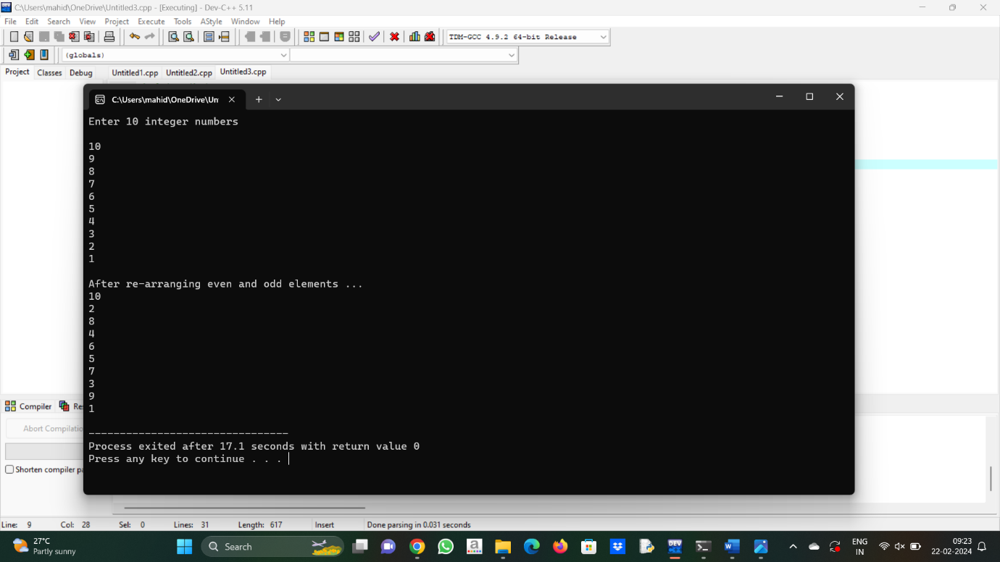 C:\Users\mahid\OneDrive\Untitled3.cpp - [Executing] - Dev-C++ 5.11
File Edit Search View Project Execute Tools AStyle Window Help
TDM-GCC 4.9.2 64-bit Release
(globals)
Project Classes Debug Untitled1.cpp Untitled2.cpp Untitled3.cpp
C:\Users\mahid\OneDrive\Un
Enter 10 integer numbers
10
9
8
7
6
5
4
3
2
1
After re-arranging even and odd elements ...
10
2
8
4
6
5
7
3
9
1
--------------------------------
Process exited after 17.1 seconds with return value 0
Press any key to continue . . .
Compiler Re
Abort Compilatio
Shorten compiler pa
Line: 9 Col: 28 Sel: 0 Lines: 31 Length: 617 Insert Done parsing in 0.031 seconds
27°C
Partly sunny
Search
DEV
ENG
IN
09:23
22-02-2024